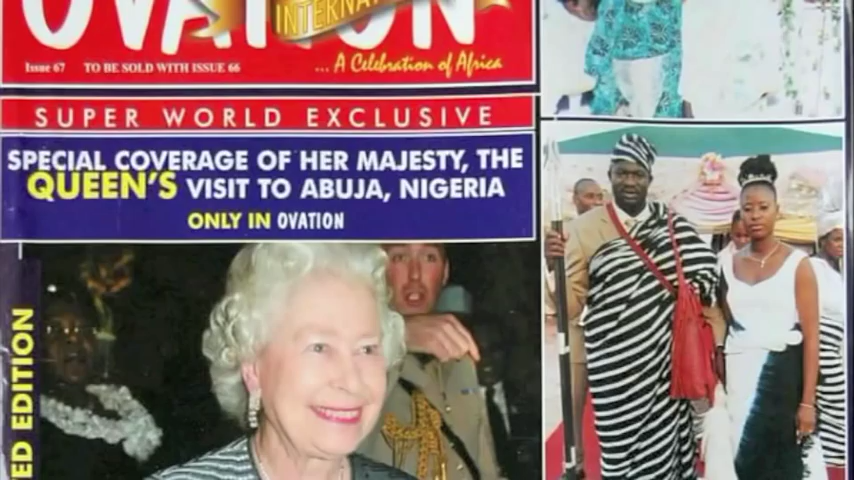 OVATION
INTERNATIONAL
Issue 67 TO BE SOLD WITH ISSUE 66
... A Celebration of Africa
SUPER WORLD EXCLUSIVE
SPECIAL COVERAGE OF HER MAJESTY, THE
QUEEN'S VISIT TO ABUJA, NIGERIA
ONLY IN OVATION
ED EDITION